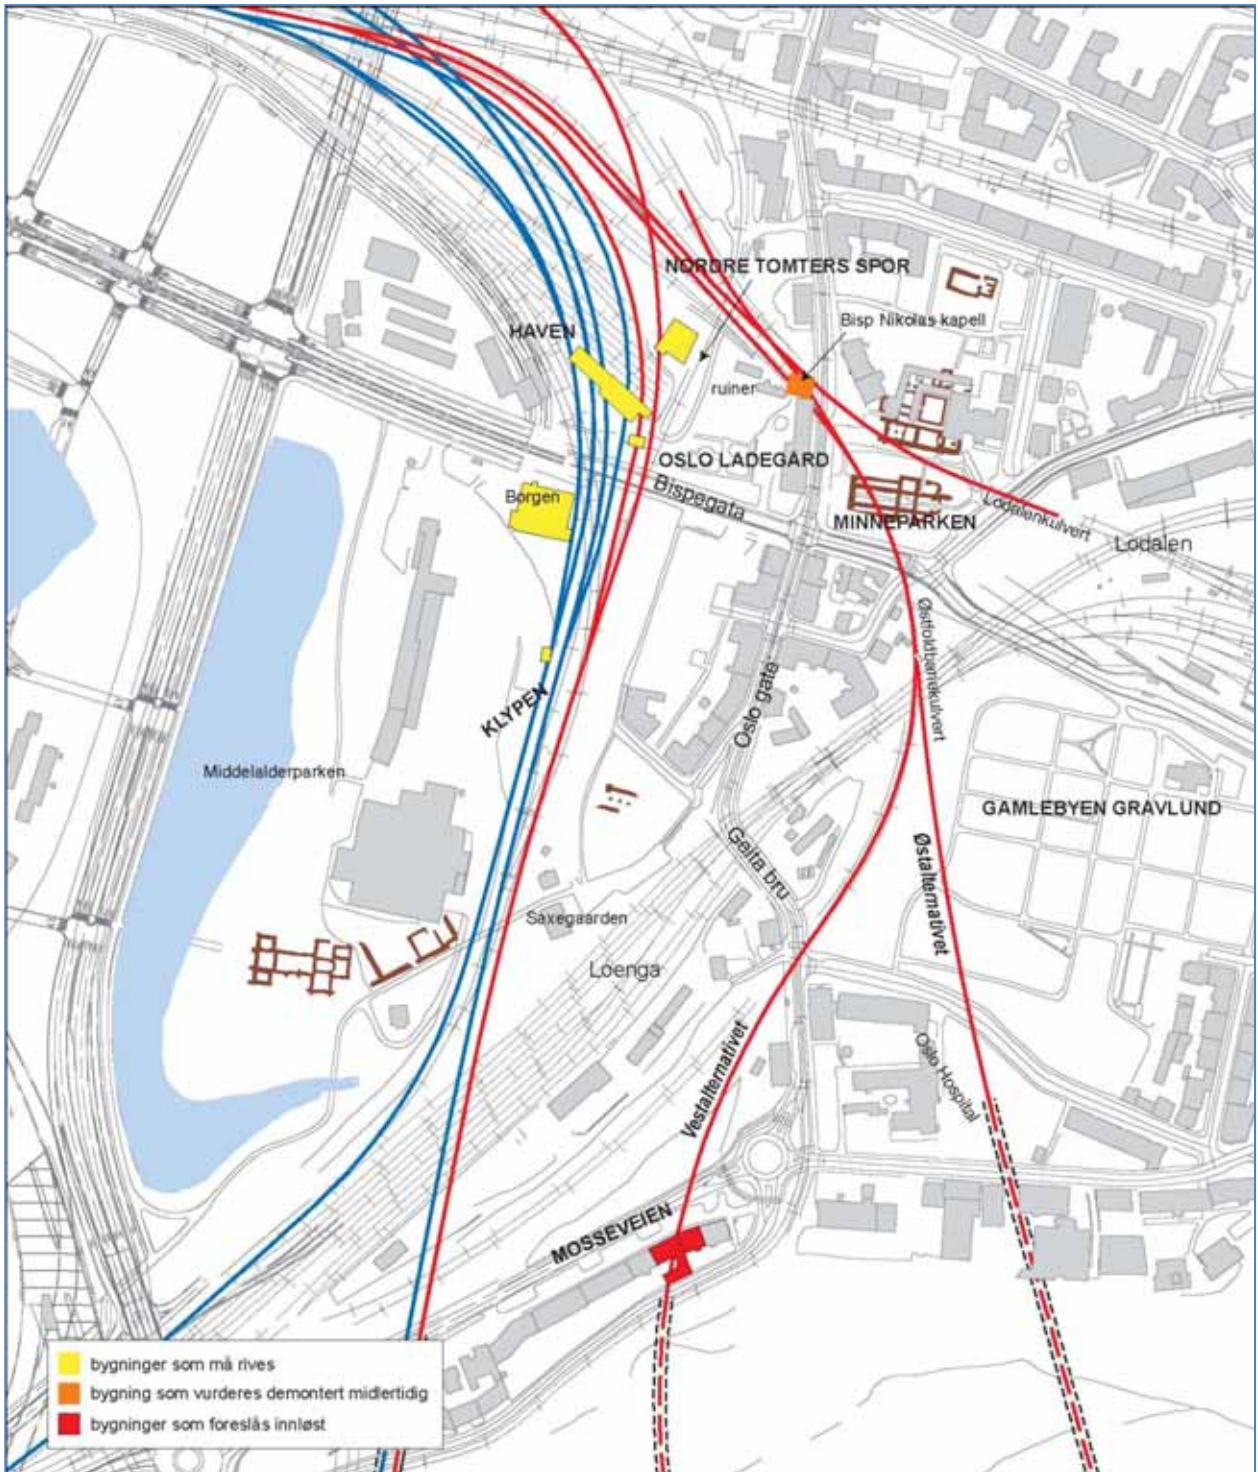 NORDRE TOMTERS SPOR
HAVEN
Bisp Nikolas kapell
ruiner
OSLO LADEGARD
Borgen
Bispegata
MINNEPARKEN
Lodalenkulvert
Lodalen
Østfoldbanekulvert
Oslo gate
KLYPEN
Middelalderparken
GAMLEBYEN GRAVLUND
Geita bru
Østalternativet
Saxegaarden
Loenga
Vestalternativet
Oslo Hospital
MOSSEVEIEN
bygninger som må rives
bygning som vurderes demontert midlertidig
bygninger som foreslås innløst